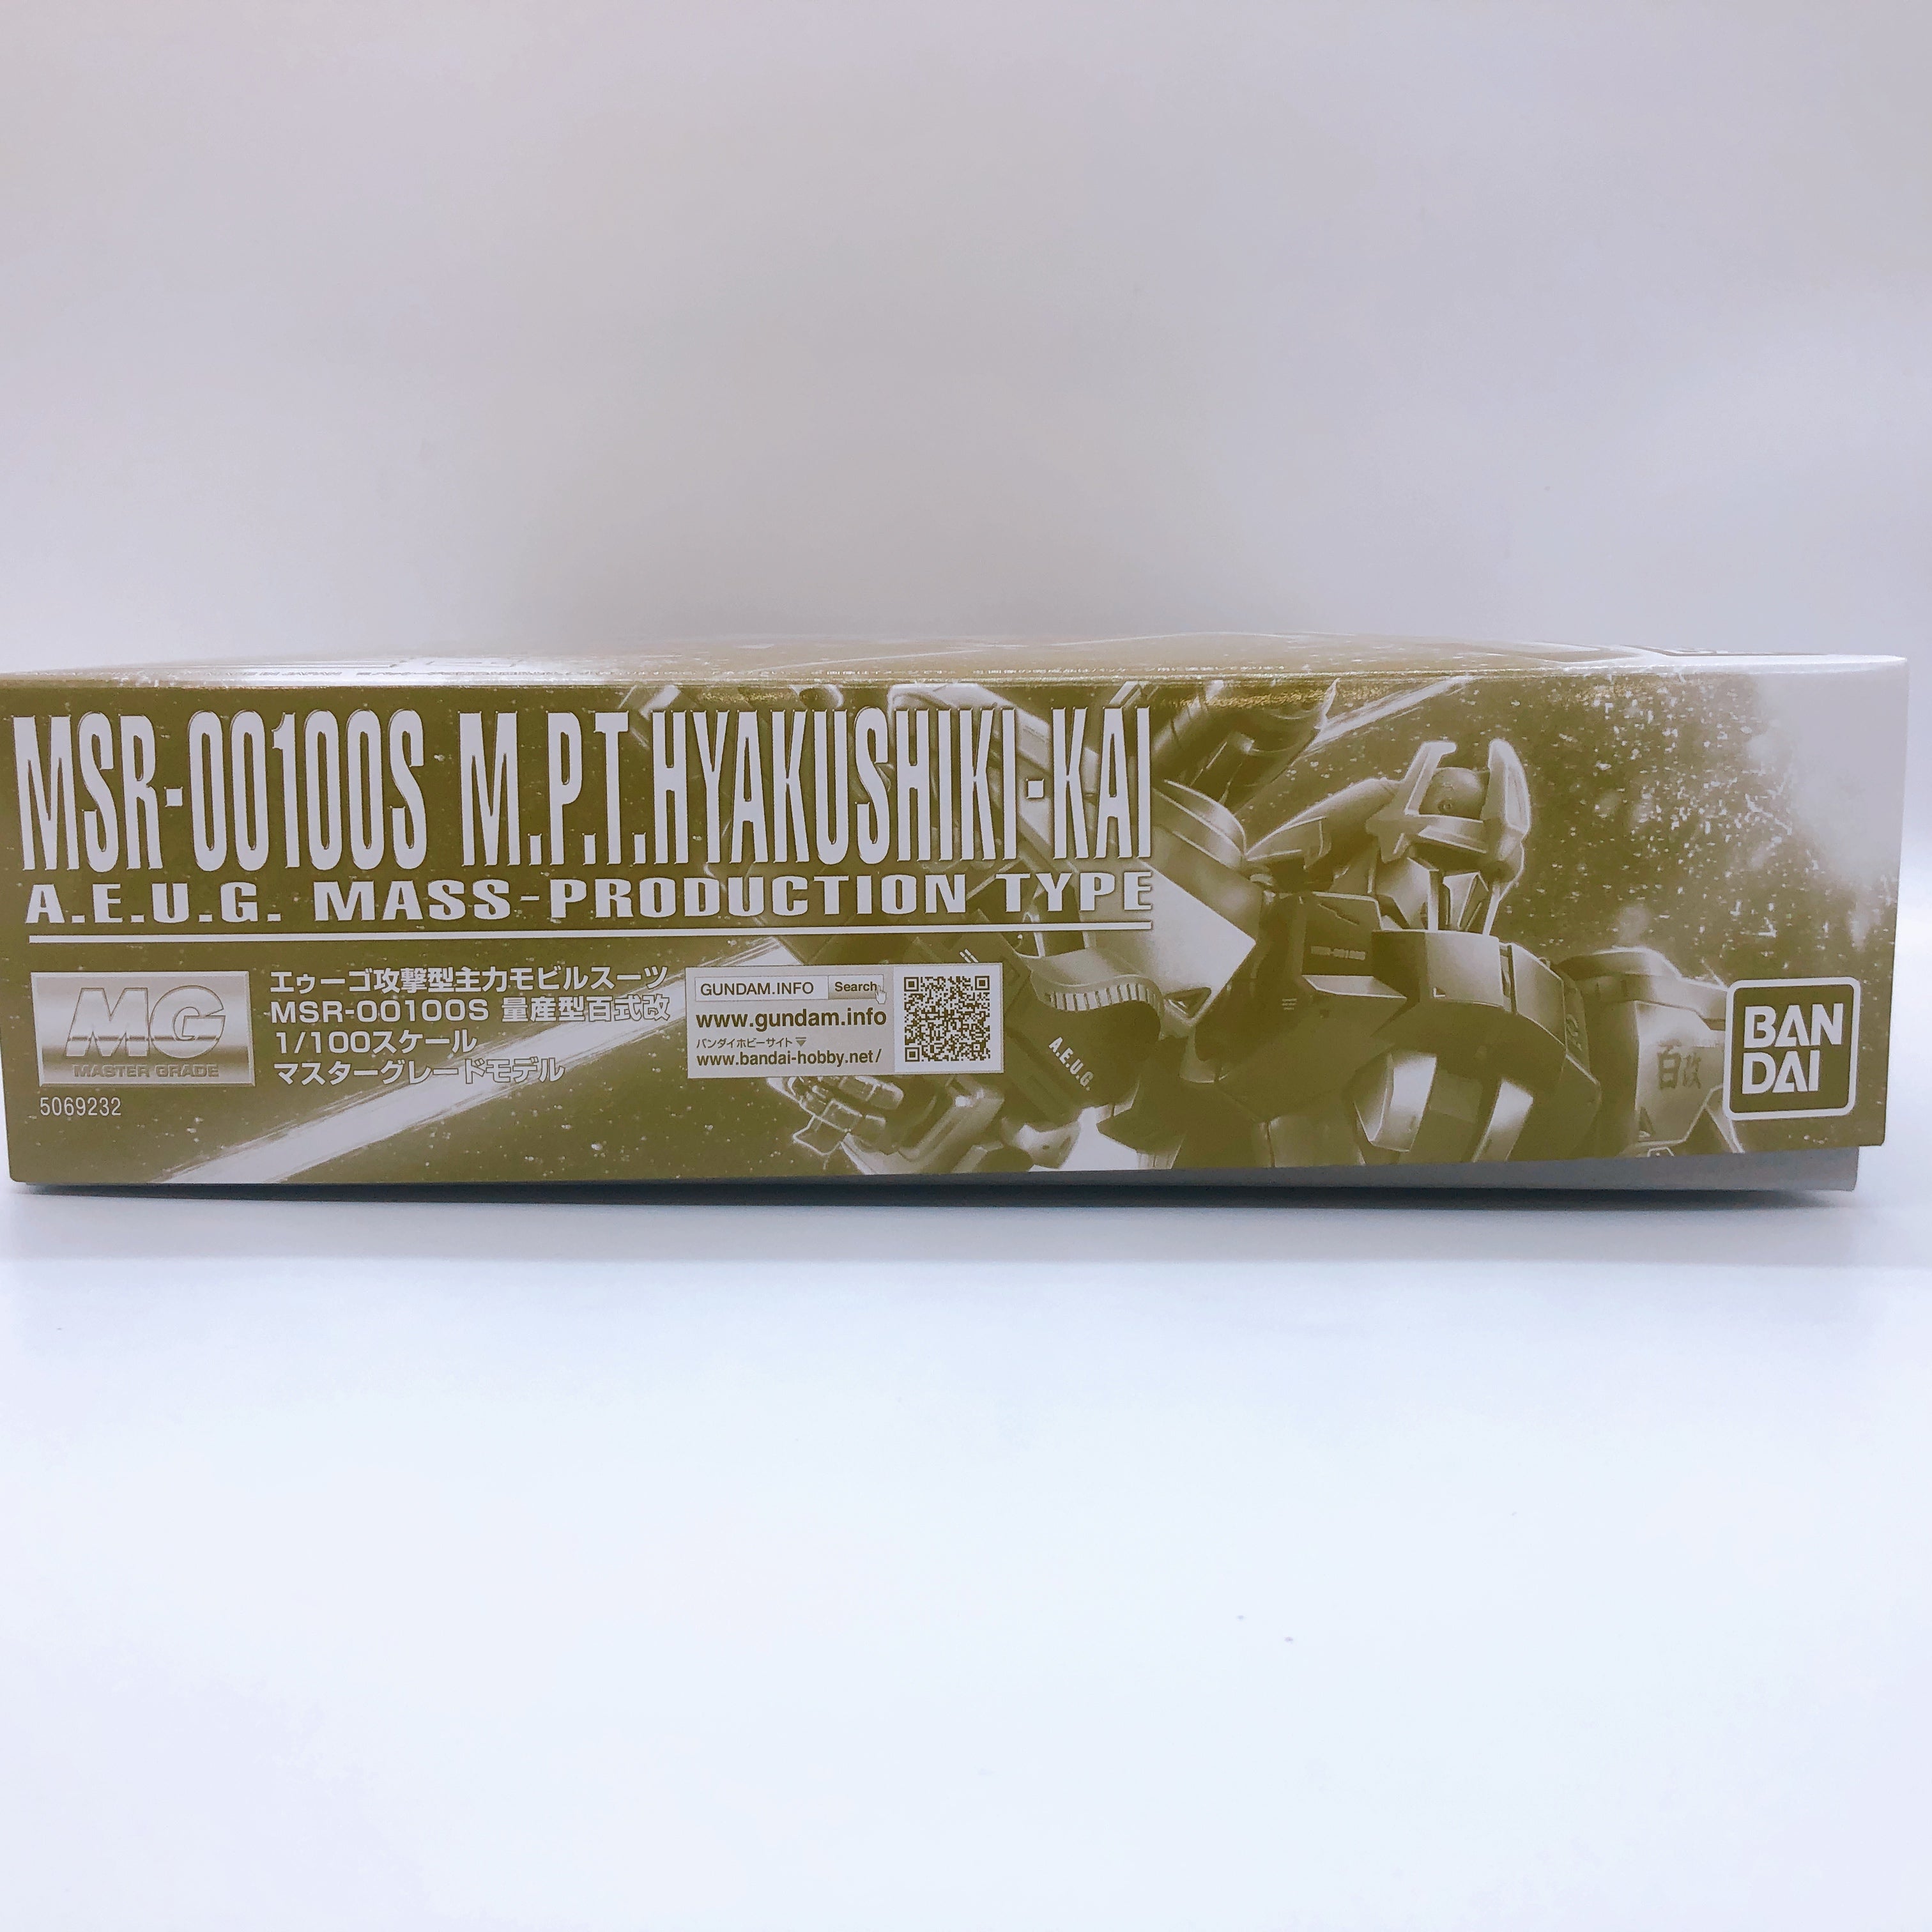 MSR-00100S M.P.T.HYAKUSHIKI-KAI
A.E.U.G. MASS-PRODUCTION TYPE
MG
MASTER GRADE
エゥーゴ攻撃型主力モビルスーツ
MSR-00100S 量産型百式改
1/100スケール
マスターグレードモデル
5069232
GUNDAM.INFO Search
www.gundam.info
バンダイホビーサイト▼
www.bandai-hobby.net/
A.E.U.G.
MSR-00100S
百改
BAN
DAI